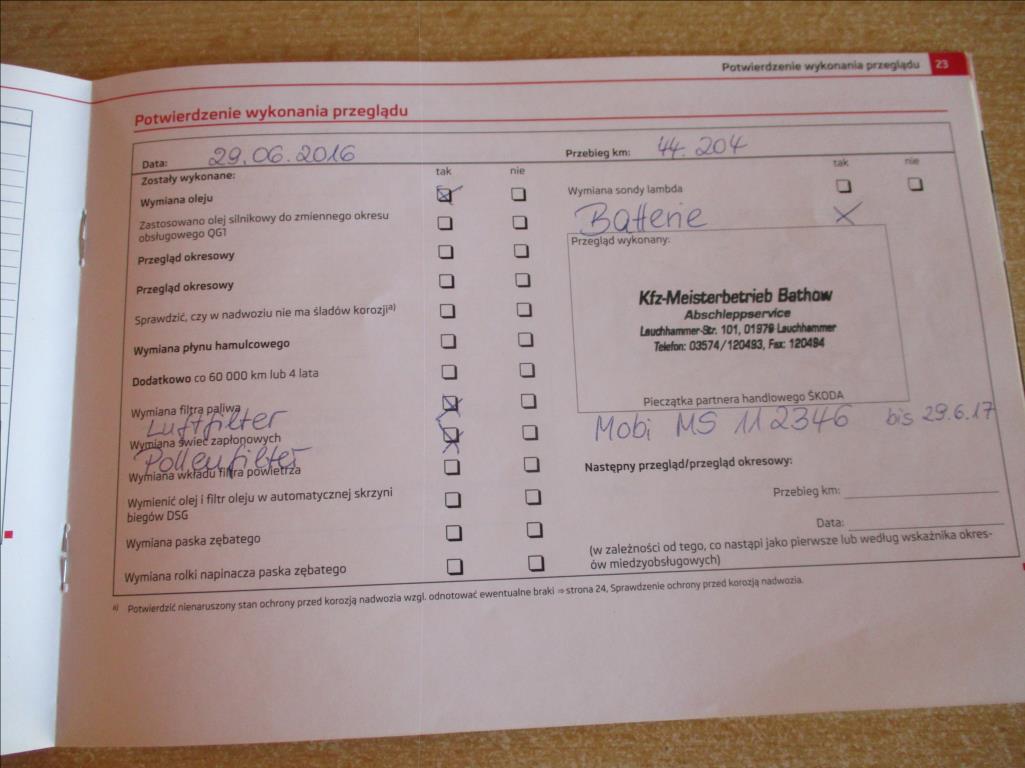 Potwierdzenie wykonania przeglądu 23
Potwierdzenie wykonania przeglądu
Data: 29.06.2016 Przebieg km: 44.204
Zostały wykonane: tak nie
Wymiana oleju
Zastosowano olej silnikowy do zmiennego okresu
obsługowego QG1
Przegląd okresowy
Przegląd okresowy
Sprawdzić, czy w nadwoziu nie ma śladów korozjia)
Wymiana płynu hamulcowego
Dodatkowo co 60 000 km lub 4 lata
Wymiana filtra paliwa
Luftfilter
Wymiana świec zapłonowych
Pollenfilter
Wymiana wkładu filtra powietrza
Wymienić olej i filtr oleju w automatycznej skrzyni
biegów DSG
Wymiana paska zębatego
Wymiana rolki napinacza paska zębatego
tak nie
Wymiana sondy lambda
Batterie X
Przegląd wykonany:
Kfz-Meisterbetrieb Bathow
Abschleppservice
Lauchhammer-Str. 101, 01979 Lauchhammer
Telefon: 03574/120493, Fax: 120494
Pieczątka partnera handlowego ŠKODA
Mobi MS 112346 bis 29.6.17
Następny przegląd/przegląd okresowy:
Przebieg km:
Data:
(w zależności od tego, co nastąpi jako pierwsze lub według wskaźnika okres-
ów miedzyobsługowych)
a) Potwierdzić nienaruszony stan ochrony przed korozją nadwozia wzgl. odnotować ewentualne braki ⇒ strona 24, Sprawdzenie ochrony przed korozją nadwozia.